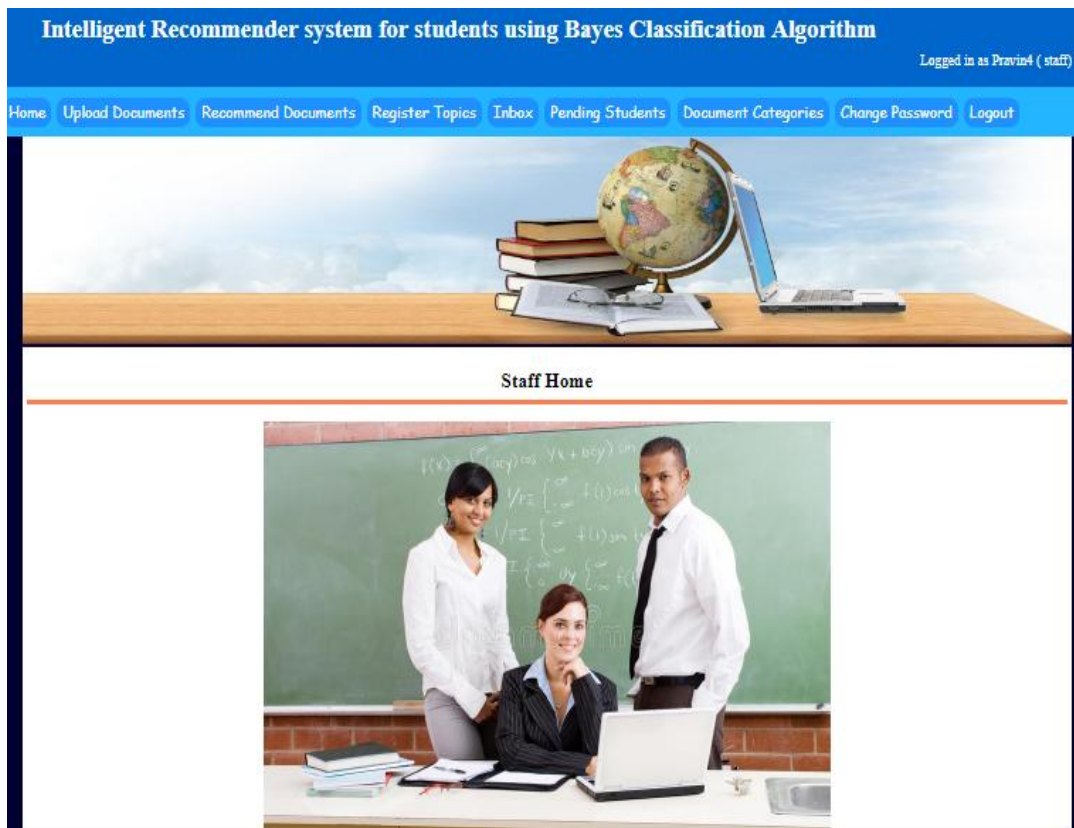 Intelligent Recommender system for students using Bayes Classification Algorithm
Logged in as Pravin4 ( staff)
Home Upload Documents Recommend Documents Register Topics Inbox Pending Students Document Categories Change Password Logout
Staff Home